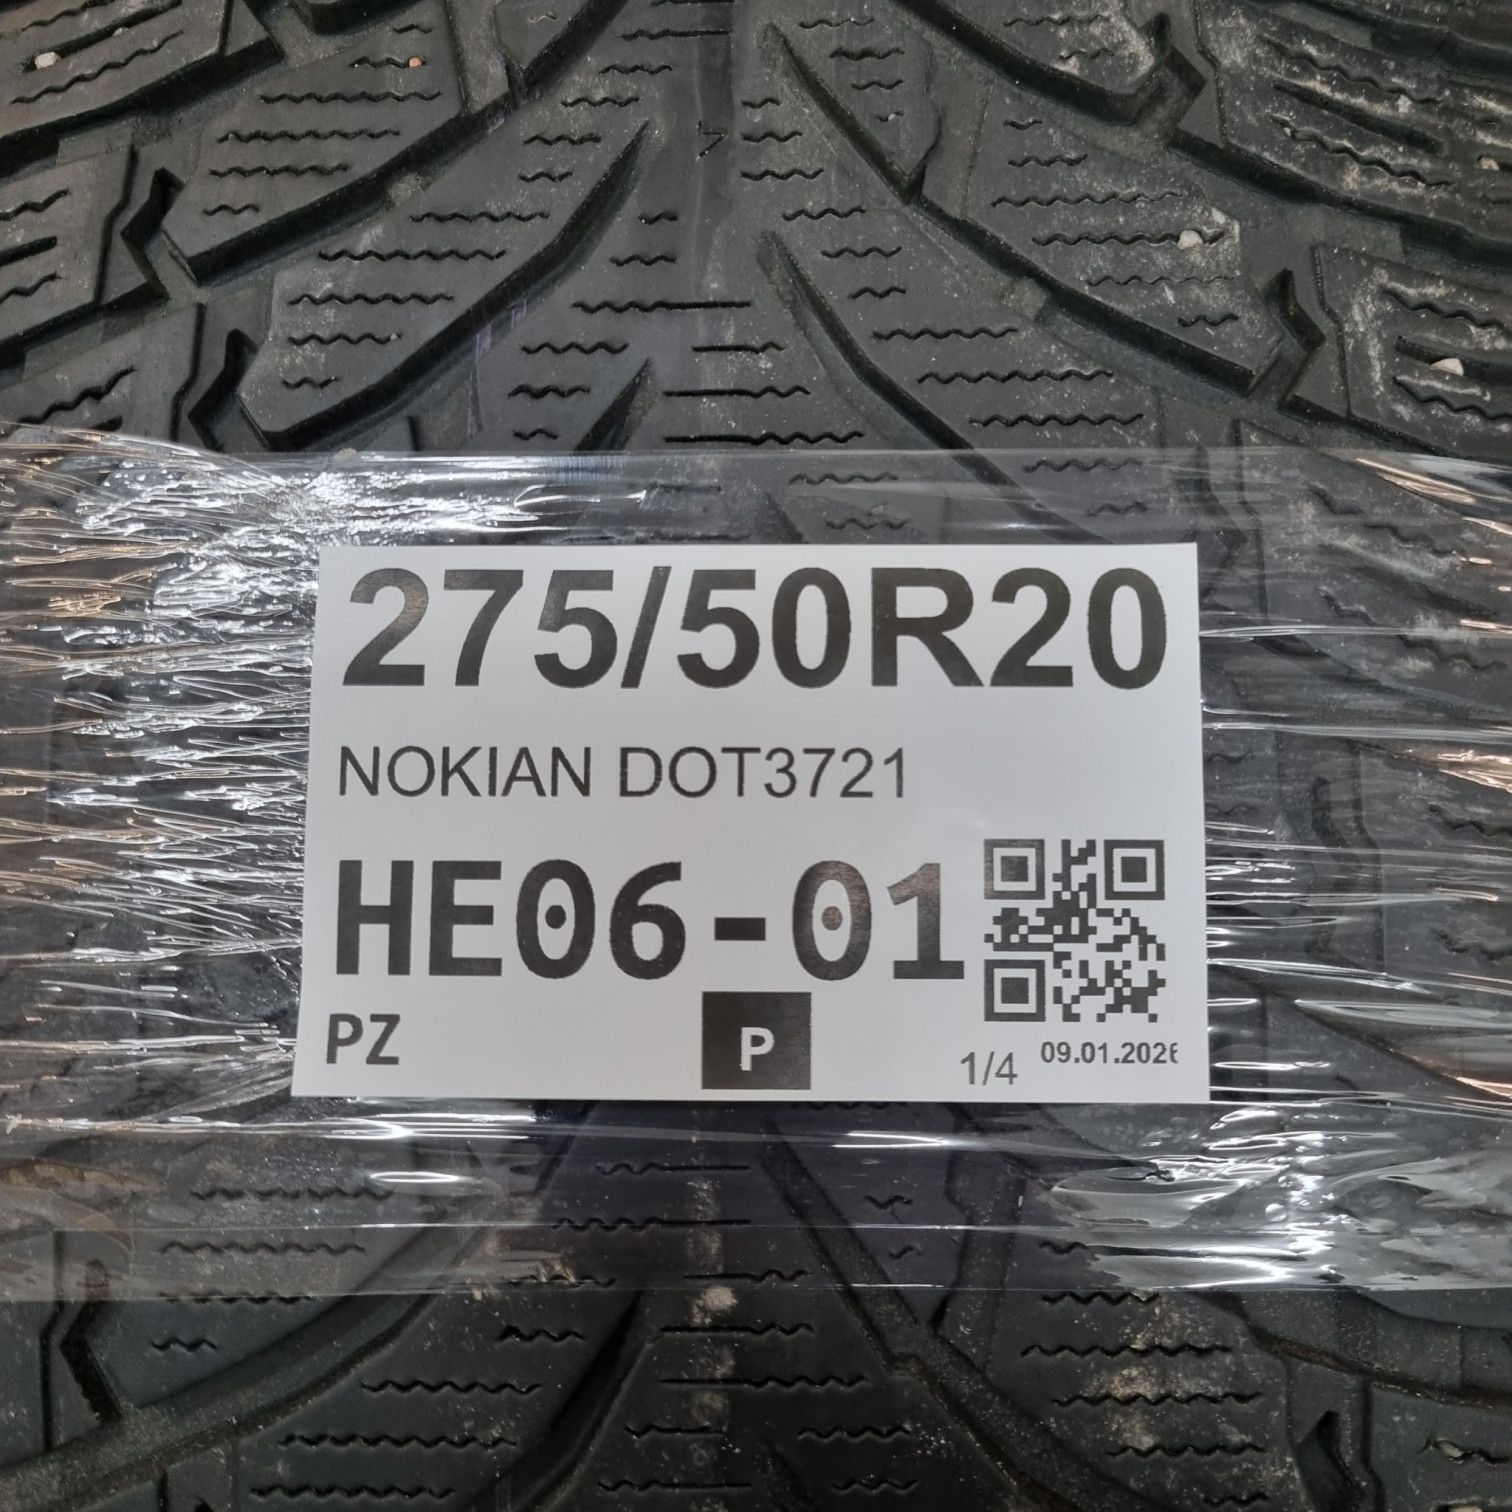 275/50R20
NOKIAN DOT3721
HE06-01
PZ
P
1/4
09.01.2026